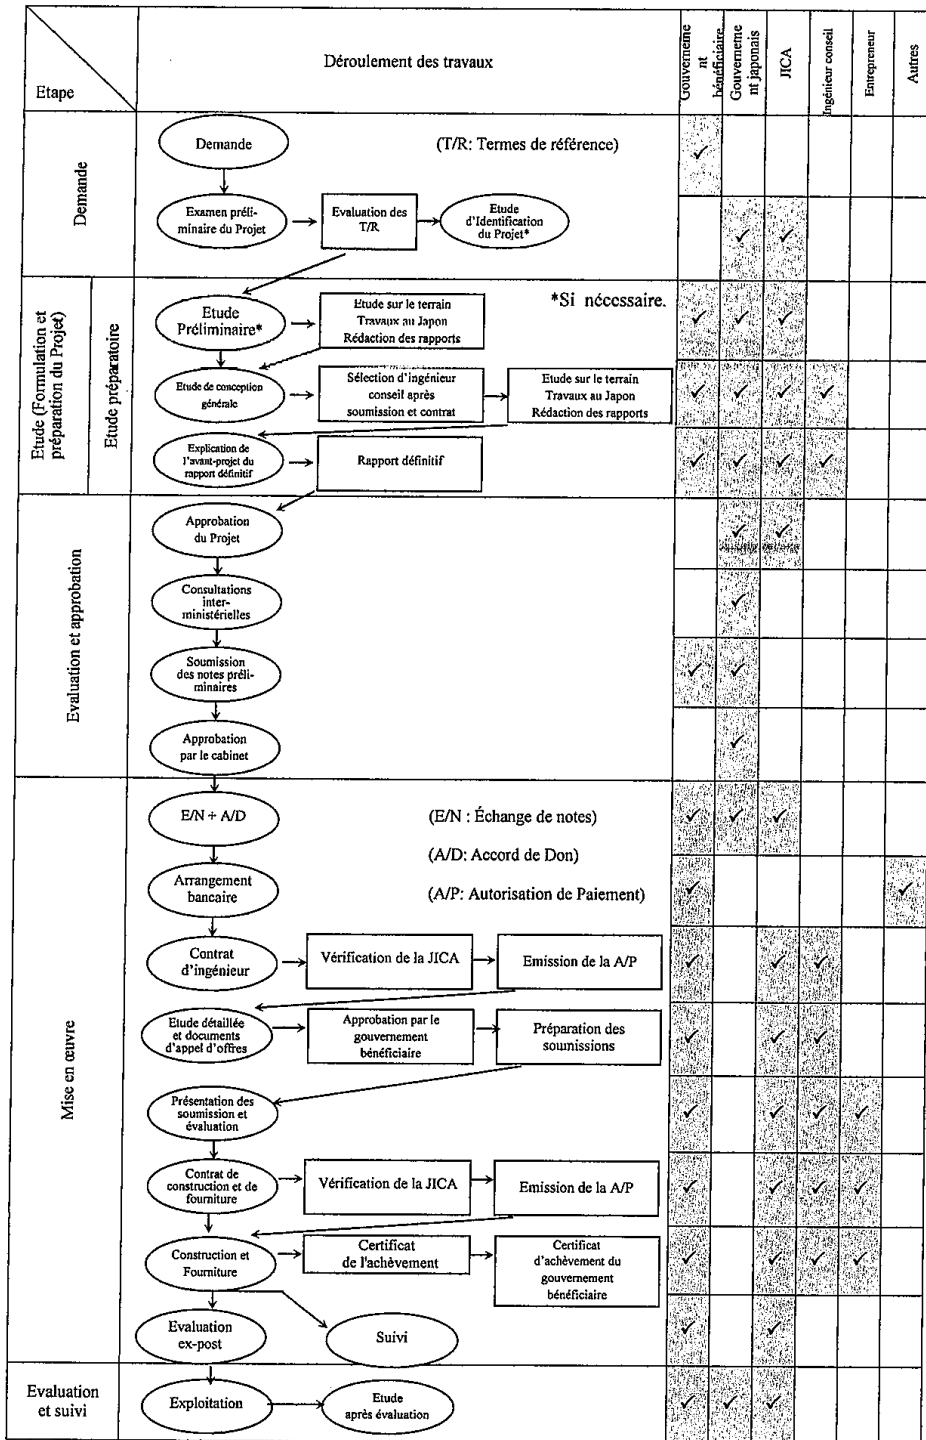 Etape
Déroulement des travaux
Gouverneme
nt
bénéficiaire
Gouverneme
nt japonais
JICA
Ingénieur conseil
Entrepreneur
Autres
Demande
Demande
(T/R: Termes de référence)
✓
Examen préli-
minaire du Projet
Evaluation des
T/R
Etude
d'Identification
du Projet*
✓ ✓
Etude (Formulation et
préparation du Projet)
Etude préparatoire
Etude
Préliminaire*
Etude sur le terrain
Travaux au Japon
Rédaction des rapports
*Si nécessaire.
✓ ✓ ✓
Etude de conception
générale
Sélection d'ingénieur
conseil après
soumission et contrat
Etude sur le terrain
Travaux au Japon
Rédaction des rapports
✓ ✓ ✓ ✓
Explication de
l'avant-projet du
rapport définitif
Rapport définitif
✓ ✓ ✓ ✓
Evaluation et approbation
Approbation
du Projet
✓ ✓
Consultations
inter-
ministérielles
✓
Soumission
des notes préli-
minaires
✓ ✓
Approbation
par le cabinet
✓
Mise en œuvre
E/N + A/D
(E/N : Échange de notes)
✓ ✓ ✓
(A/D: Accord de Don)
Arrangement
bancaire
(A/P: Autorisation de Paiement)
✓ ✓
Contrat
d'ingénieur
Vérification de la JICA
Emission de la A/P
✓ ✓ ✓
Etude détaillée
et documents
d'appel d'offres
Approbation par le
gouvernement
bénéficiaire
Préparation des
soumissions
✓ ✓ ✓
Présentation des
soumission et
évaluation
✓ ✓ ✓ ✓
Contrat de
construction et de
fourniture
Vérification de la JICA
Emission de la A/P
✓ ✓ ✓ ✓
Construction et
Fourniture
Certificat
de l'achèvement
Certificat
d'achèvement du
gouvernement
bénéficiaire
✓ ✓ ✓ ✓
Evaluation
ex-post
Suivi
✓ ✓
Evaluation
et suivi
Exploitation
Etude
après évaluation
✓ ✓ ✓